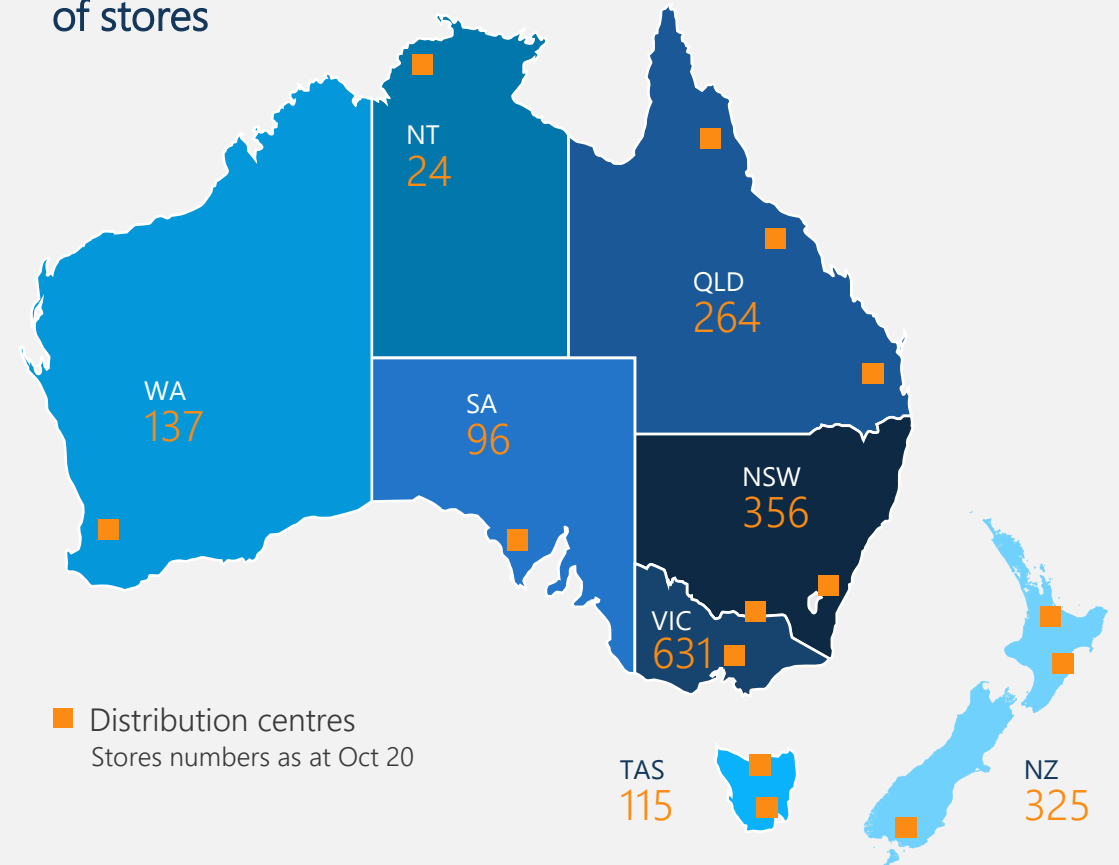 of stores
NT
24
QLD
264
WA
137
SA
96
NSW
356
VIC
631
Distribution centres
Stores numbers as at Oct 20
TAS
115
NZ
325